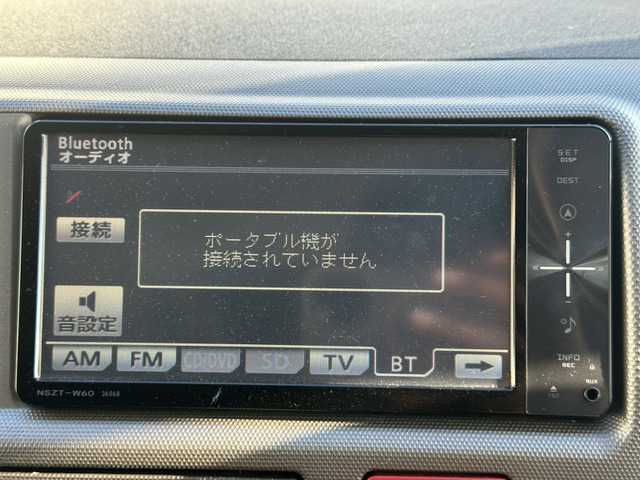 Bluetooth
オーディオ
接続
ポータブル機が
接続されていません
音設定
AM FM CD/DVD SD TV BT
NSZT-W60 36068
SET
DISP
DEST
+
−
INFO
REC
TILT
AUX